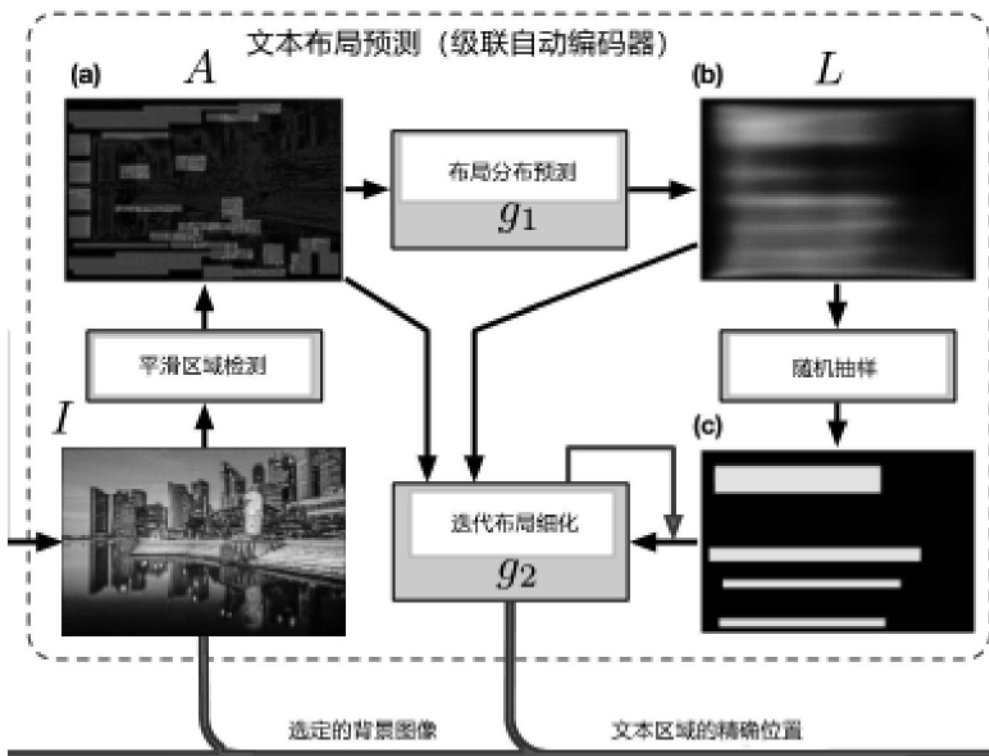 文本布局预测（级联自动编码器）
(a) A
(b) L
布局分布预测
g1
平滑区域检测
随机抽样
I
(c)
迭代布局细化
g2
选定的背景图像
文本区域的精确位置